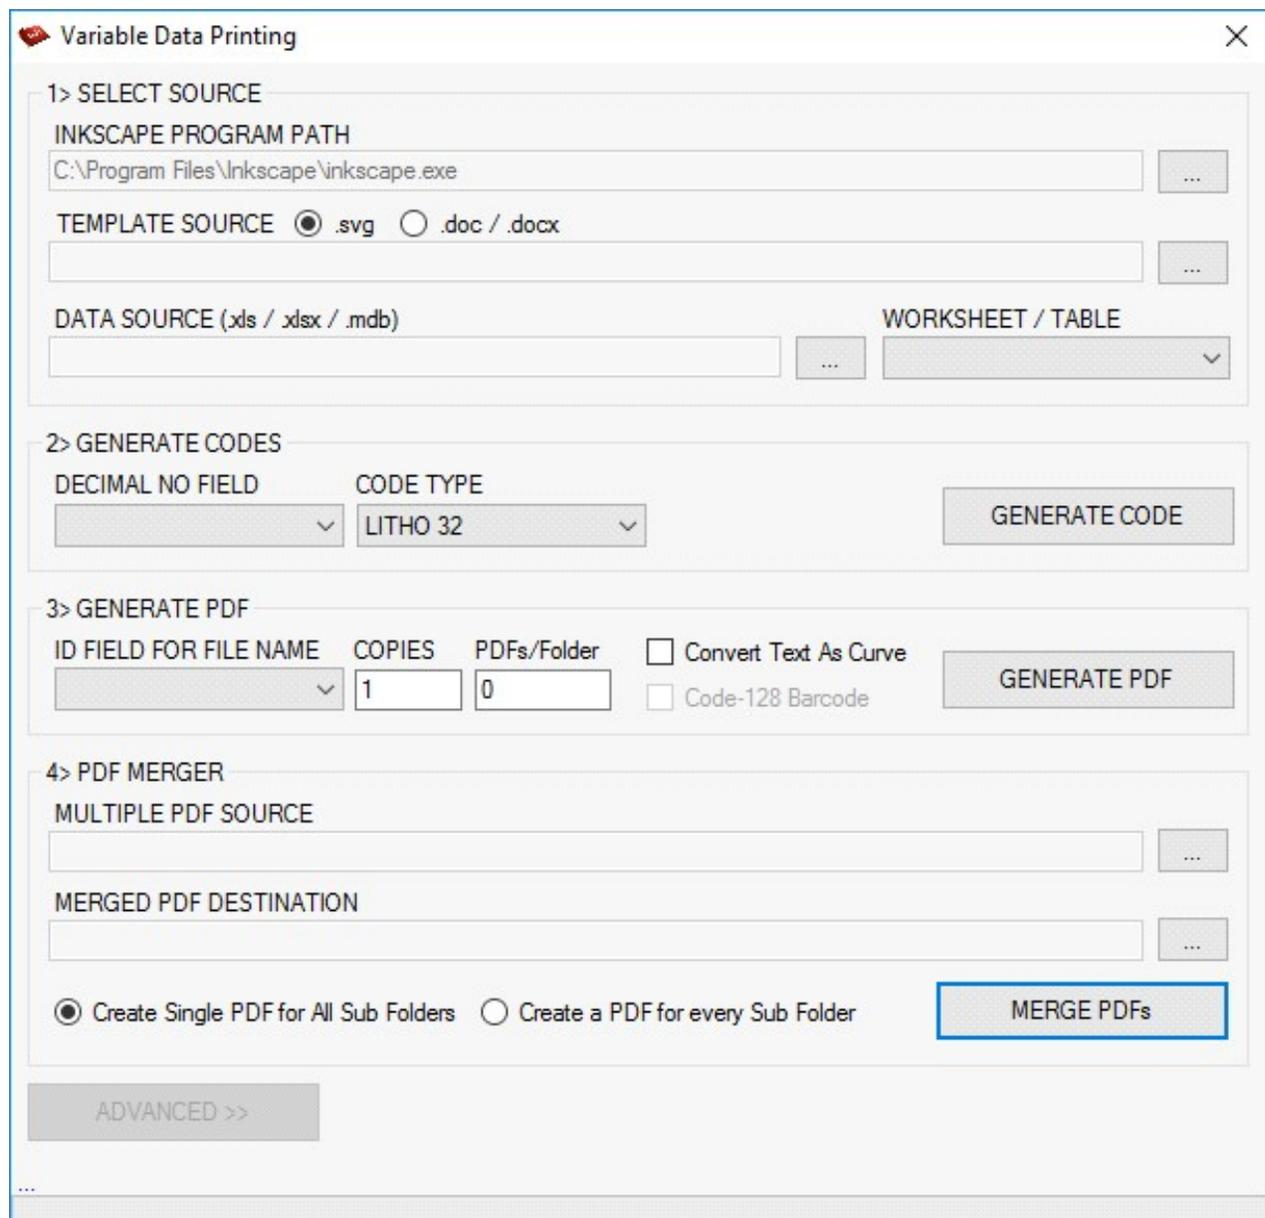 Variable Data Printing
1> SELECT SOURCE
INKSCAPE PROGRAM PATH
C:\Program Files\Inkscape\inkscape.exe
...
TEMPLATE SOURCE .svg .doc / .docx
...
DATA SOURCE (.xls / .xlsx / .mdb) WORKSHEET / TABLE
...
2> GENERATE CODES
DECIMAL NO FIELD CODE TYPE
LITHO 32 GENERATE CODE
3> GENERATE PDF
ID FIELD FOR FILE NAME COPIES PDFs/Folder Convert Text As Curve
1 0 Code-128 Barcode GENERATE PDF
4> PDF MERGER
MULTIPLE PDF SOURCE
...
MERGED PDF DESTINATION
...
Create Single PDF for All Sub Folders Create a PDF for every Sub Folder MERGE PDFs
ADVANCED >>
...